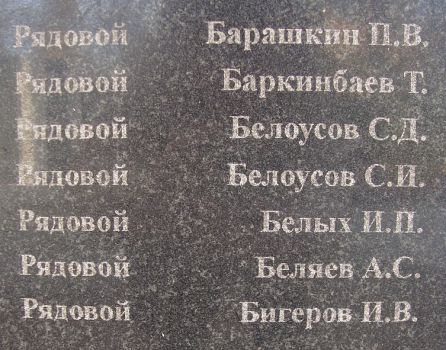 Рядовой Барашкин П.В.
Рядовой Баркинбаев Т.
Рядовой Белоусов С.Д.
Рядовой Белоусов С.И.
Рядовой Белых И.П.
Рядовой Беляев А.С.
Рядовой Бигеров И.В.